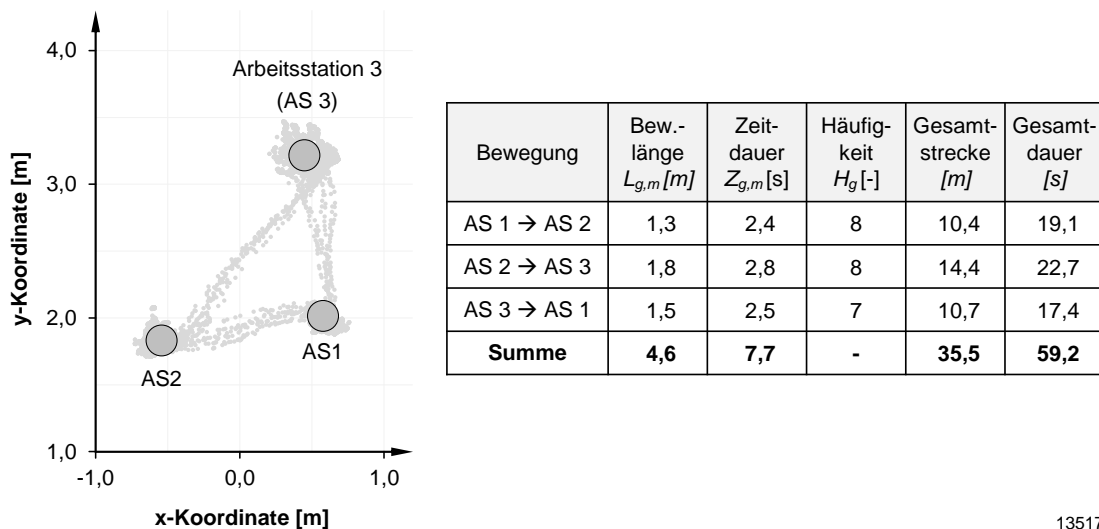 4,0
3,0
2,0
1,0
-1,0 0,0 1,0
y-Koordinate [m]
x-Koordinate [m]
Arbeitsstation 3
(AS 3)
AS1
AS2
Bewegung Bew.-länge L_g,m [m] Zeit-dauer Z_g,m [s] Häufig-keit H_g [-] Gesamt-strecke [m] Gesamt-dauer [s]
AS 1 → AS 2 1,3 2,4 8 10,4 19,1
AS 2 → AS 3 1,8 2,8 8 14,4 22,7
AS 3 → AS 1 1,5 2,5 7 10,7 17,4
Summe 4,6 7,7 - 35,5 59,2
13517